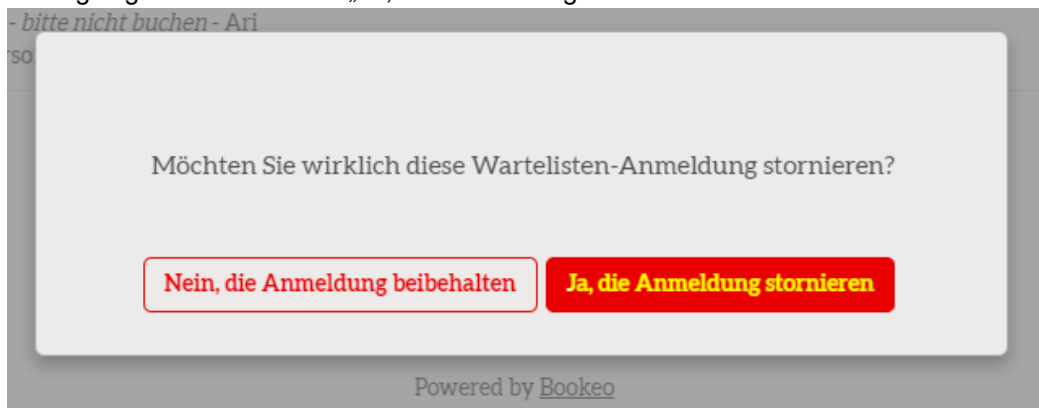 - bitte nicht buchen - Ari
Möchten Sie wirklich diese Wartelisten-Anmeldung stornieren?
Nein, die Anmeldung beibehalten
Ja, die Anmeldung stornieren
Powered by Bookeo